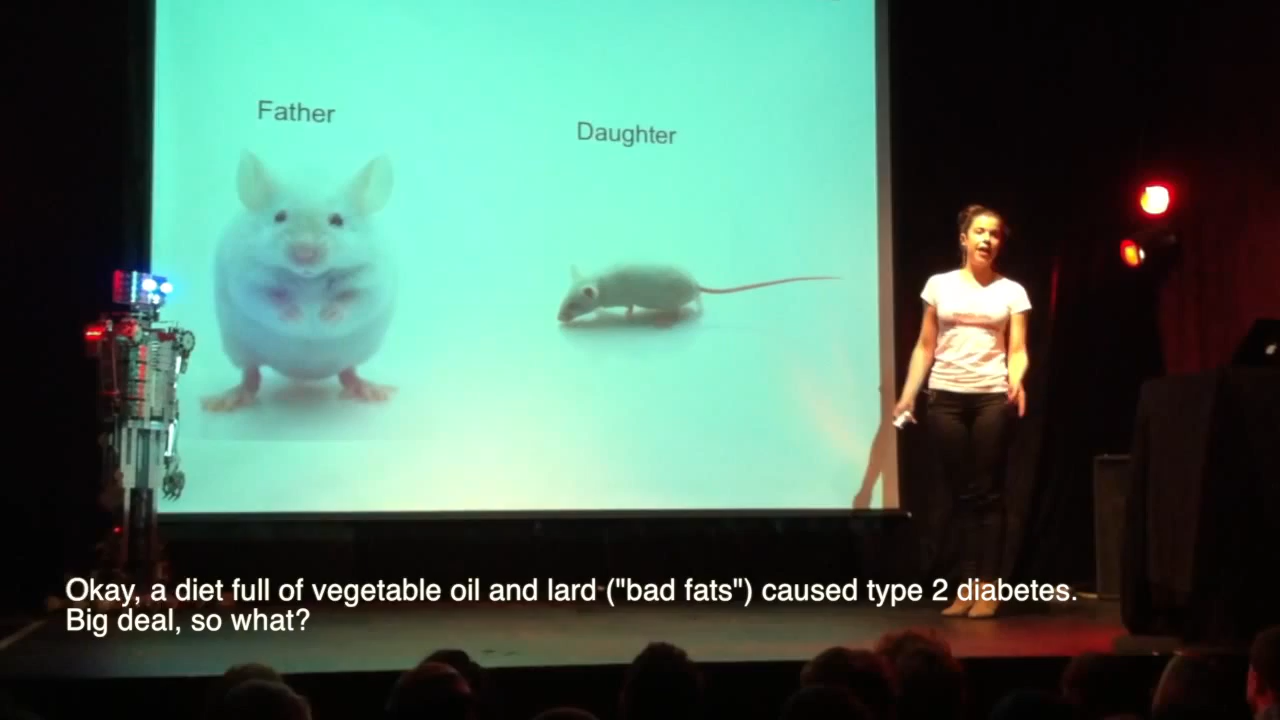 Father
Daughter
Okay, a diet full of vegetable oil and lard ("bad fats") caused type 2 diabetes.
Big deal, so what?